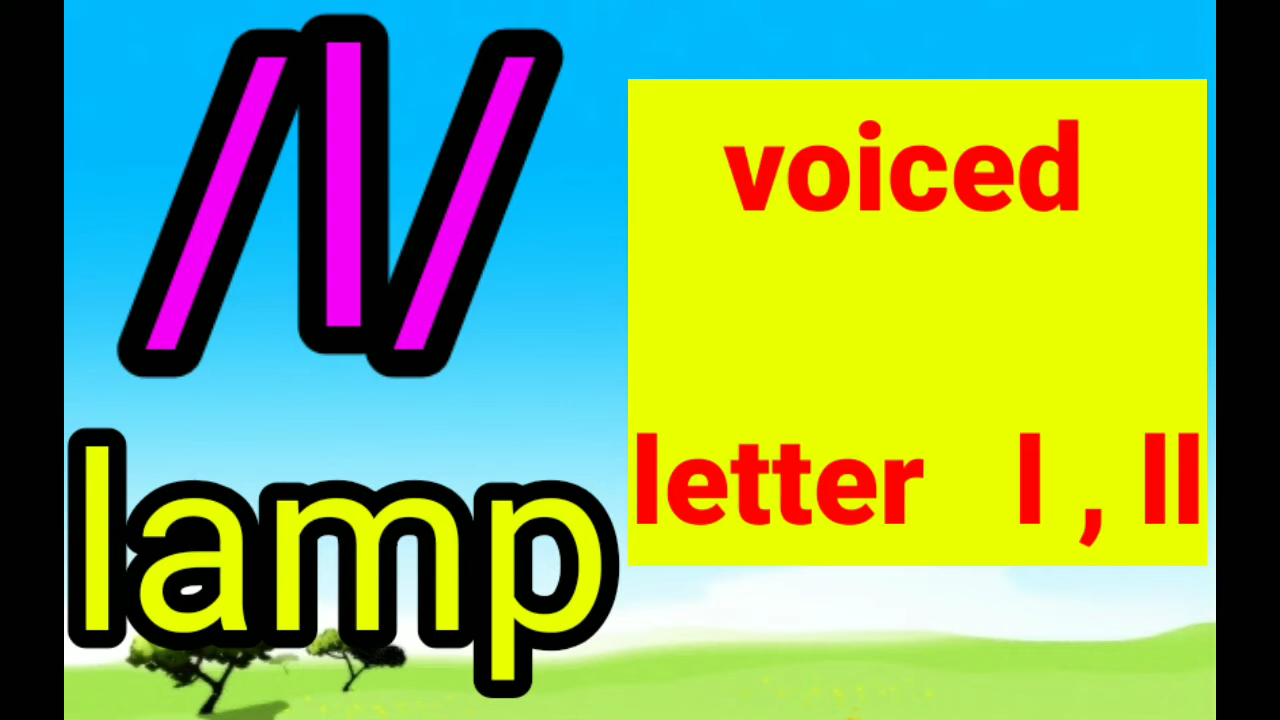 /l/
voiced
letter l , ll
lamp